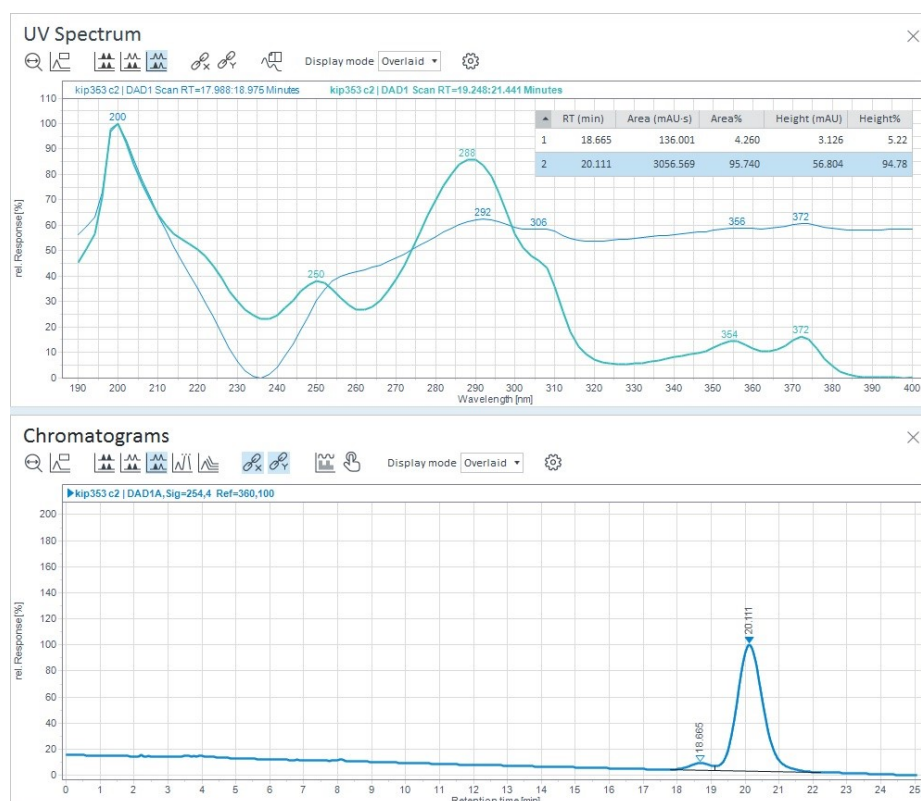 UV Spectrum
Display mode Overlaid
kip353 c2 | DAD1 Scan RT=17.988:18.975 Minutes kip353 c2 | DAD1 Scan RT=19.248:21.441 Minutes
RT (min) Area (mAU·s) Area% Height (mAU) Height%
1 18.665 136.001 4.260 3.126 5.22
2 20.111 3056.569 95.740 56.804 94.78
rel. Response[%]
110
100
90
80
70
60
50
40
30
20
10
0
200
288
292
306
356
372
250
354
372
190 200 210 220 230 240 250 260 270 280 290 300 310 320 330 340 350 360 370 380 390 400
Wavelength [nm]
Chromatograms
Display mode Overlaid
kip353 c2 | DAD1A,Sig=254,4 Ref=360,100
rel. Response[%]
200
180
160
140
120
100
80
60
40
20
0
18.665
20.111
0 1 2 3 4 5 6 7 8 9 10 11 12 13 14 15 16 17 18 19 20 21 22 23 24 25
Retention time [min]